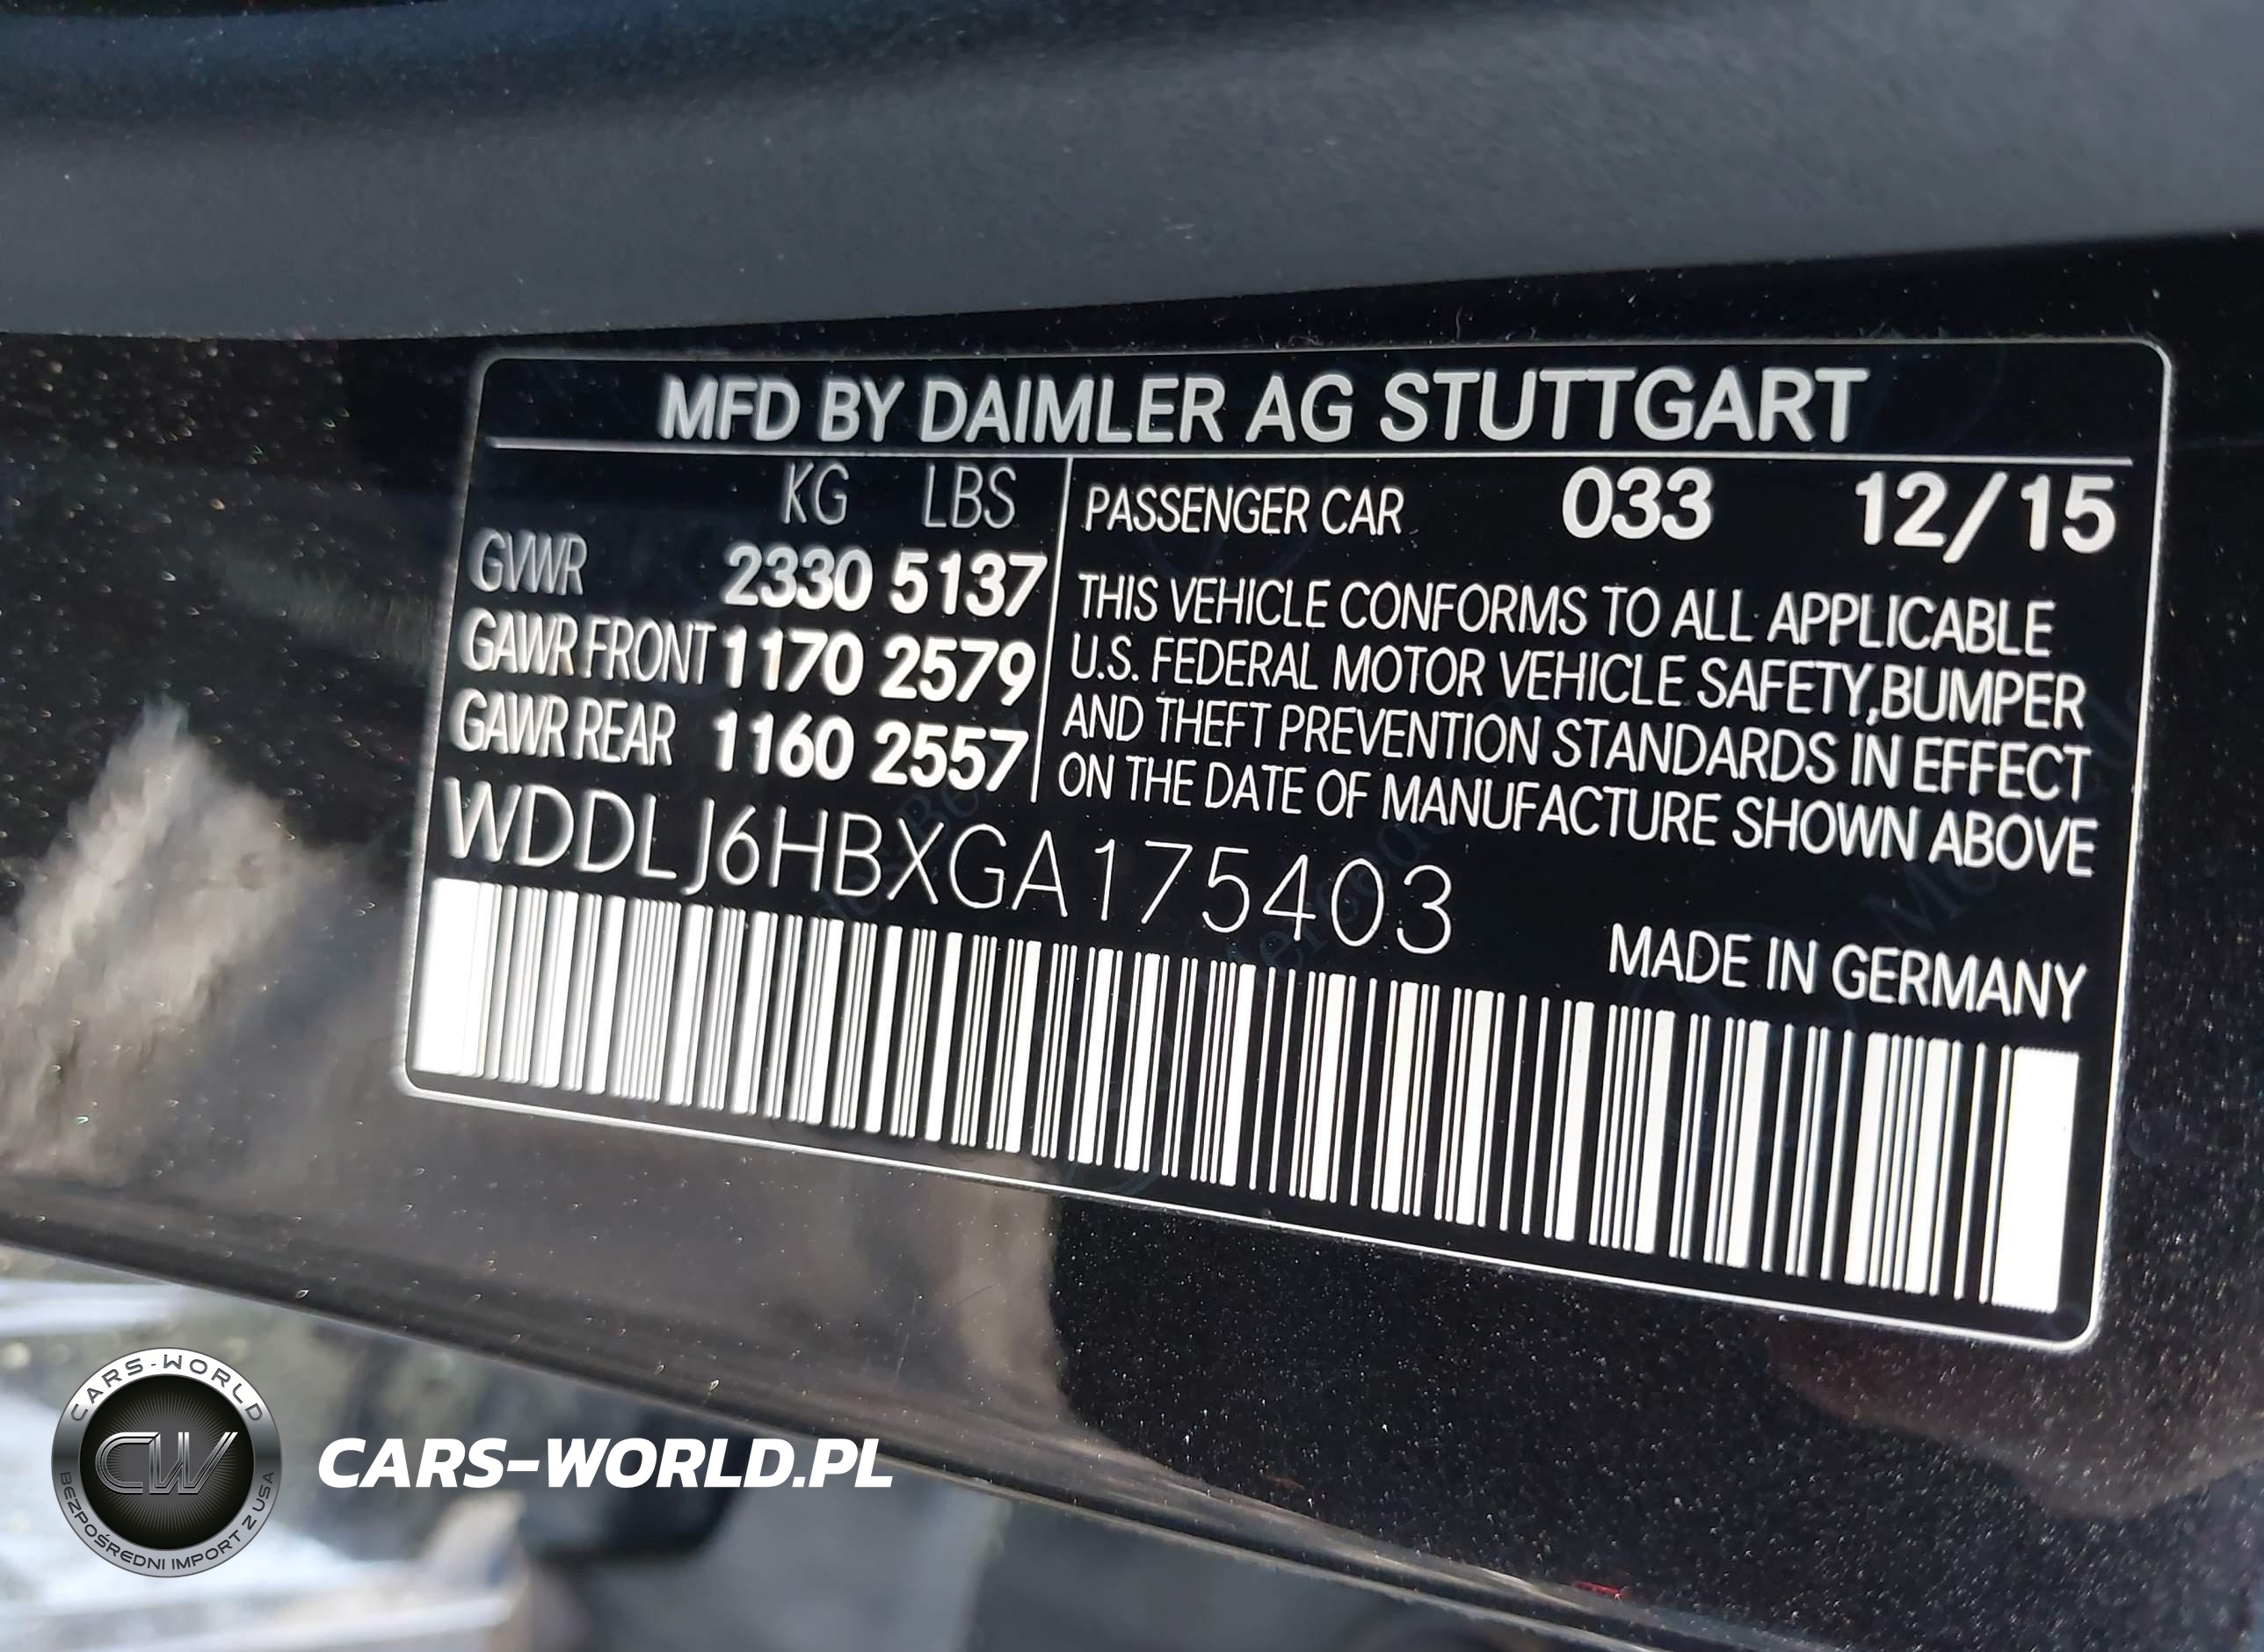 MFD BY DAIMLER AG STUTTGART
KG LBS
GVWR 2330 5137
GAWR FRONT 1170 2579
GAWR REAR 1160 2557
PASSENGER CAR 033 12/15
THIS VEHICLE CONFORMS TO ALL APPLICABLE
U.S. FEDERAL MOTOR VEHICLE SAFETY,BUMPER
AND THEFT PREVENTION STANDARDS IN EFFECT
ON THE DATE OF MANUFACTURE SHOWN ABOVE
WDDLJ6HBXGA175403
MADE IN GERMANY
CARS-WORLD
CW
BEZPOŚREDNI IMPORT Z USA
CARS-WORLD.PL